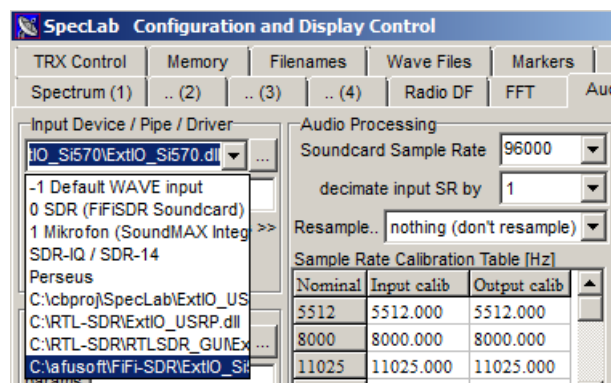 SpecLab Configuration and Display Control
TRX Control Memory Filenames Wave Files Markers
Spectrum (1) .. (2) .. (3) .. (4) Radio DF FFT Au
Input Device / Pipe / Driver
tIO_Si570\ExtIO_Si570.dll ...
-1 Default WAVE input
0 SDR (FiFiSDR Soundcard)
1 Mikrofon (SoundMAX Integ >>
SDR-IQ / SDR-14
Perseus
C:\cbproj\SpecLab\ExtIO_US
C:\RTL-SDR\ExtIO_USRP.dll
C:\RTL-SDR\RTLSDR_GUI\Ex ...
C:\afusoft\FiFi-SDR\ExtIO_Si
Audio Processing
Soundcard Sample Rate 96000
decimate input SR by 1
Resample.. nothing (don't resample)
Sample Rate Calibration Table [Hz]
Nominal Input calib Output calib
5512 5512.000 5512.000
8000 8000.000 8000.000
11025 11025.000 11025.000